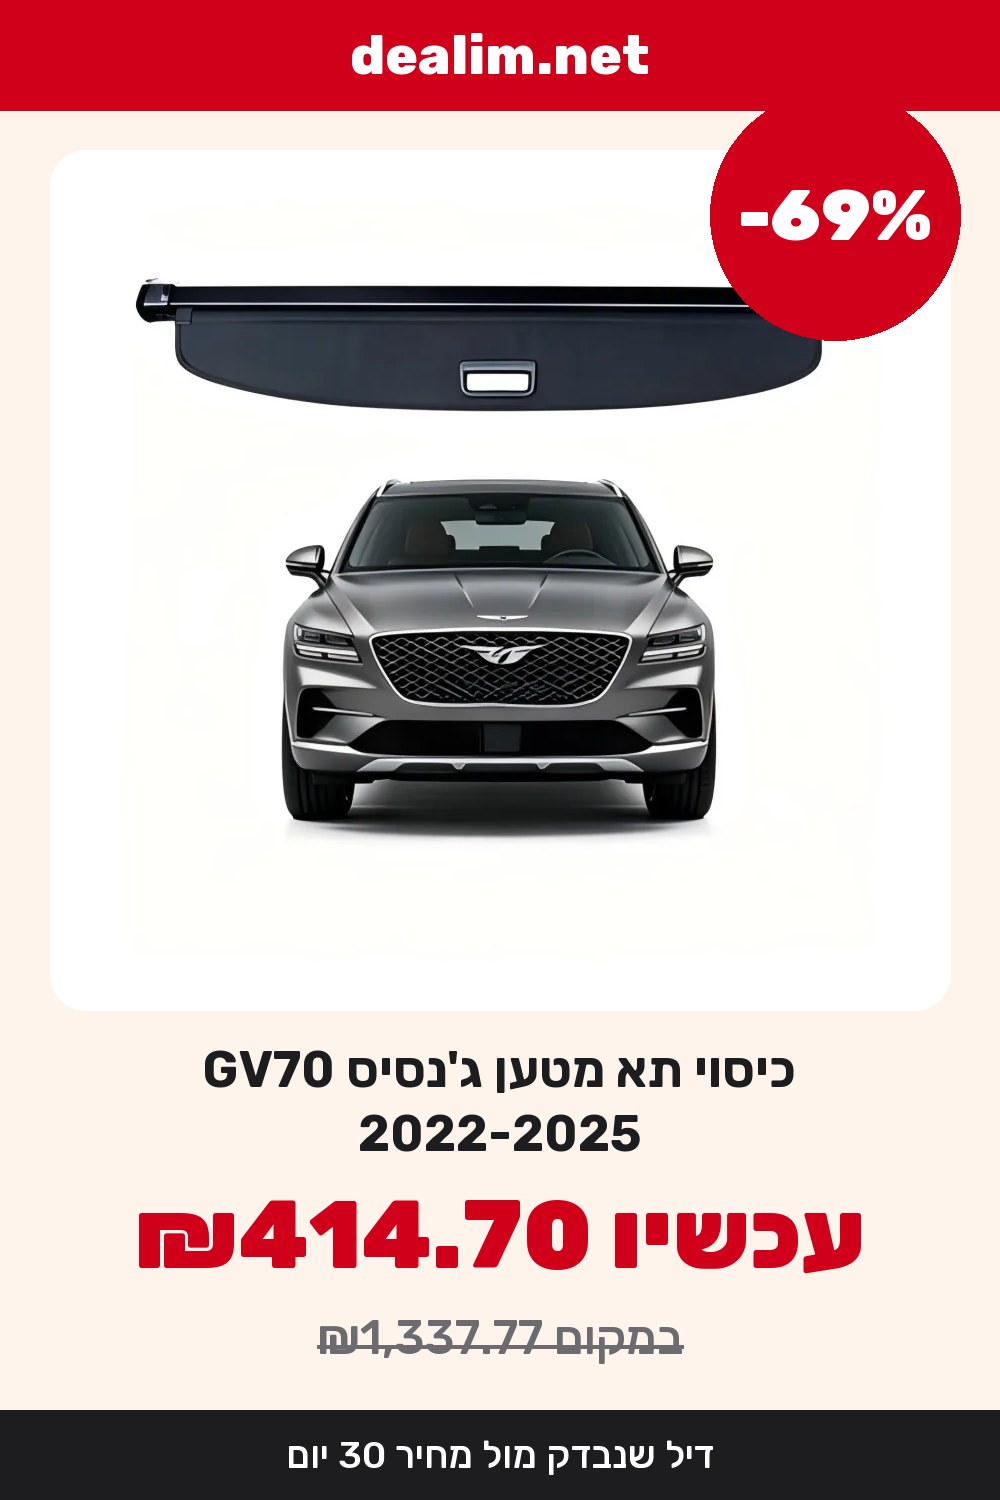 dealim.net
-69%
כיסוי תא מטען ג'נסיס GV70
2022-2025
עכשיו ₪414.70
במקום ₪1,337.77
דיל שנבדק מול מחיר 30 יום